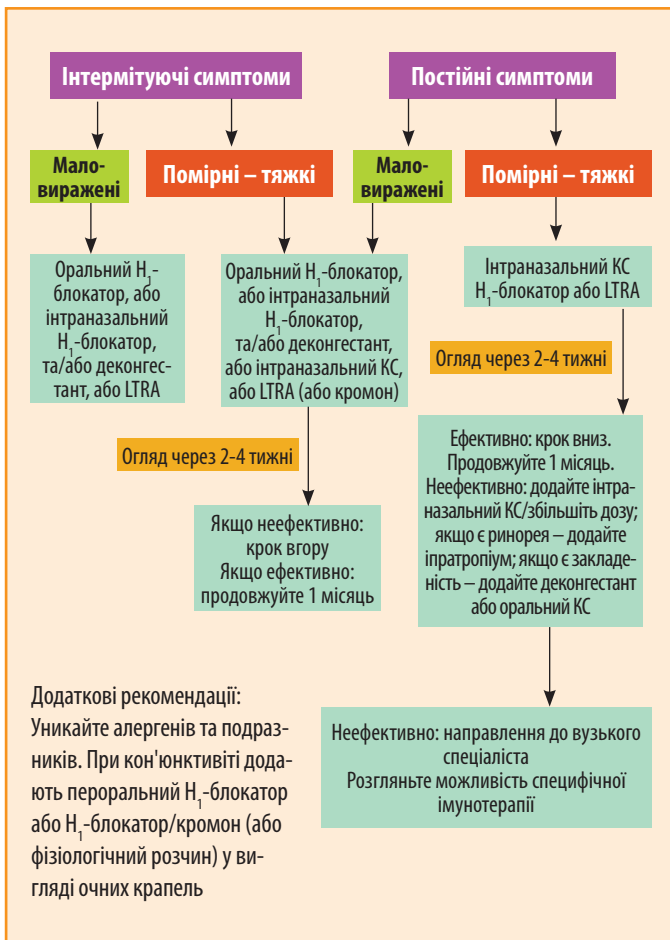 Інтермітуючі симптоми
Постійні симптоми
Мало-
виражені
Помірні – тяжкі
Мало-
виражені
Помірні – тяжкі
Оральний H₁-
блокатор, або
інтраназальний
H₁-блокатор,
та/або деконгес-
тант, або LTRA
Оральний H₁-блокатор,
або інтраназальний
H₁-блокатор,
та/або деконгестант,
або інтраназальний КС,
або LTRA (або кромон)
Інтраназальний КС
H₁-блокатор або LTRA
Огляд через 2-4 тижні
Огляд через 2-4 тижні
Якщо неефективно:
крок вгору
Якщо ефективно:
продовжуйте 1 місяць
Ефективно: крок вниз.
Продовжуйте 1 місяць.
Неефективно: додайте інтра-
назальний КС/збільшіть дозу;
якщо є ринорея – додайте
іпратропіум; якщо є закладе-
ність – додайте деконгестант
або оральний КС
Неефективно: направлення до вузького
спеціаліста
Розгляньте можливість специфічної
імунотерапії
Додаткові рекомендації:
Уникайте алергенів та подраз-
ників. При кон'юнктивіті дода-
ють пероральний H₁-блокатор
або H₁-блокатор/кромон (або
фізіологічний розчин) у ви-
гляді очних крапель